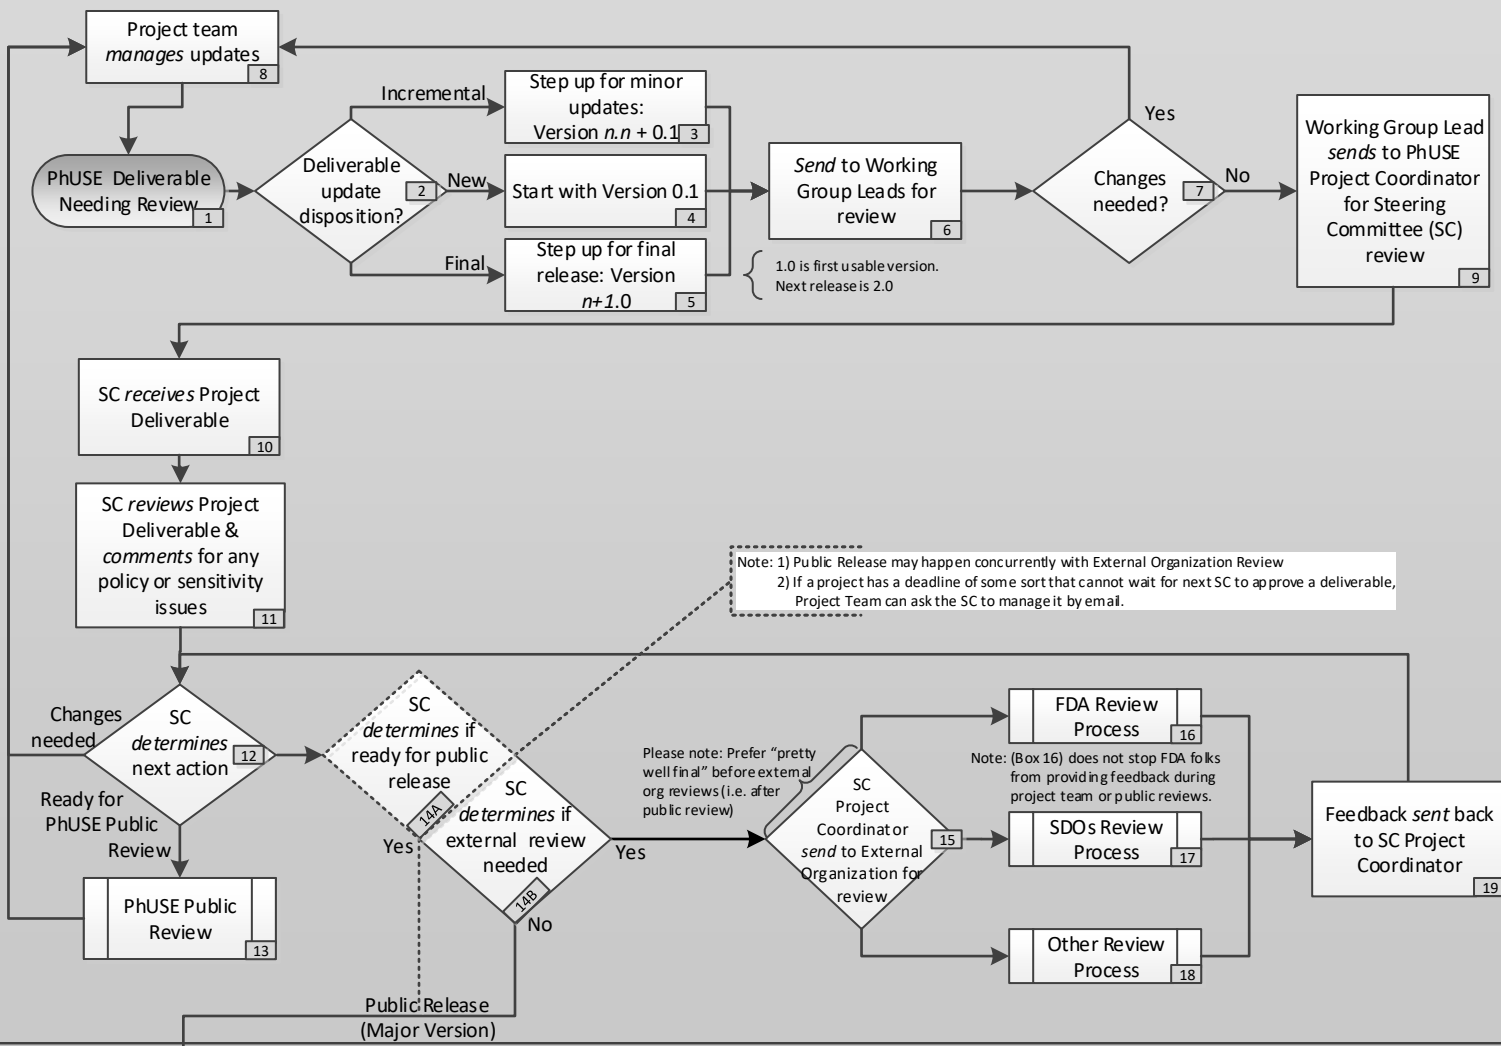 Project team
manages updates
8
PhUSE Deliverable
Needing Review
1
Deliverable
update
disposition?
2
Incremental
New
Final
Step up for minor
updates:
Version n.n + 0.1
3
Start with Version 0.1
4
Step up for final
release: Version
n+1.0
5
Send to Working
Group Leads for
review
6
1.0 is first usable version.
Next release is 2.0
Changes
needed?
7
Yes
No
Working Group Lead
sends to PhUSE
Project Coordinator
for Steering
Committee (SC)
review
9
SC receives Project
Deliverable
10
SC reviews Project
Deliverable &
comments for any
policy or sensitivity
issues
11
Note: 1) Public Release may happen concurrently with External Organization Review
2) If a project has a deadline of some sort that cannot wait for next SC to approve a deliverable,
Project Team can ask the SC to manage it by email.
Changes
needed
SC
determines
next action
12
Ready for
PhUSE Public
Review
PhUSE Public
Review
13
SC
determines if
ready for public
release
14A
Yes
SC
determines if
external review
needed
14B
Yes
No
Public Release
(Major Version)
Please note: Prefer “pretty
well final” before external
org reviews (i.e. after
public review)
SC
Project
Coordinator
send to External
Organization for
review
15
FDA Review
Process
16
Note: (Box 16) does not stop FDA folks
from providing feedback during
project team or public reviews.
SDOs Review
Process
17
Other Review
Process
18
Feedback sent back
to SC Project
Coordinator
19